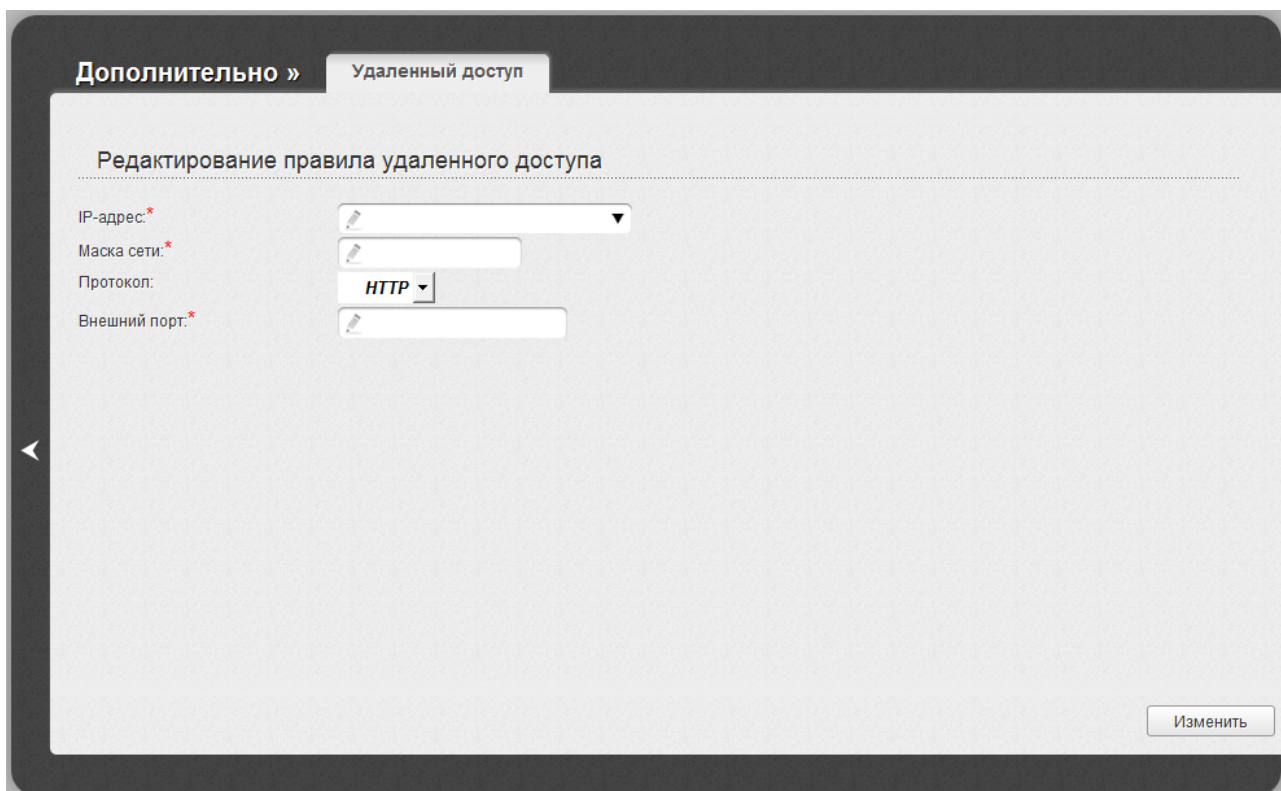 Дополнительно »
Удаленный доступ
Редактирование правила удаленного доступа
IP-адрес:*
Маска сети:*
Протокол: HTTP
Внешний порт:*
Изменить